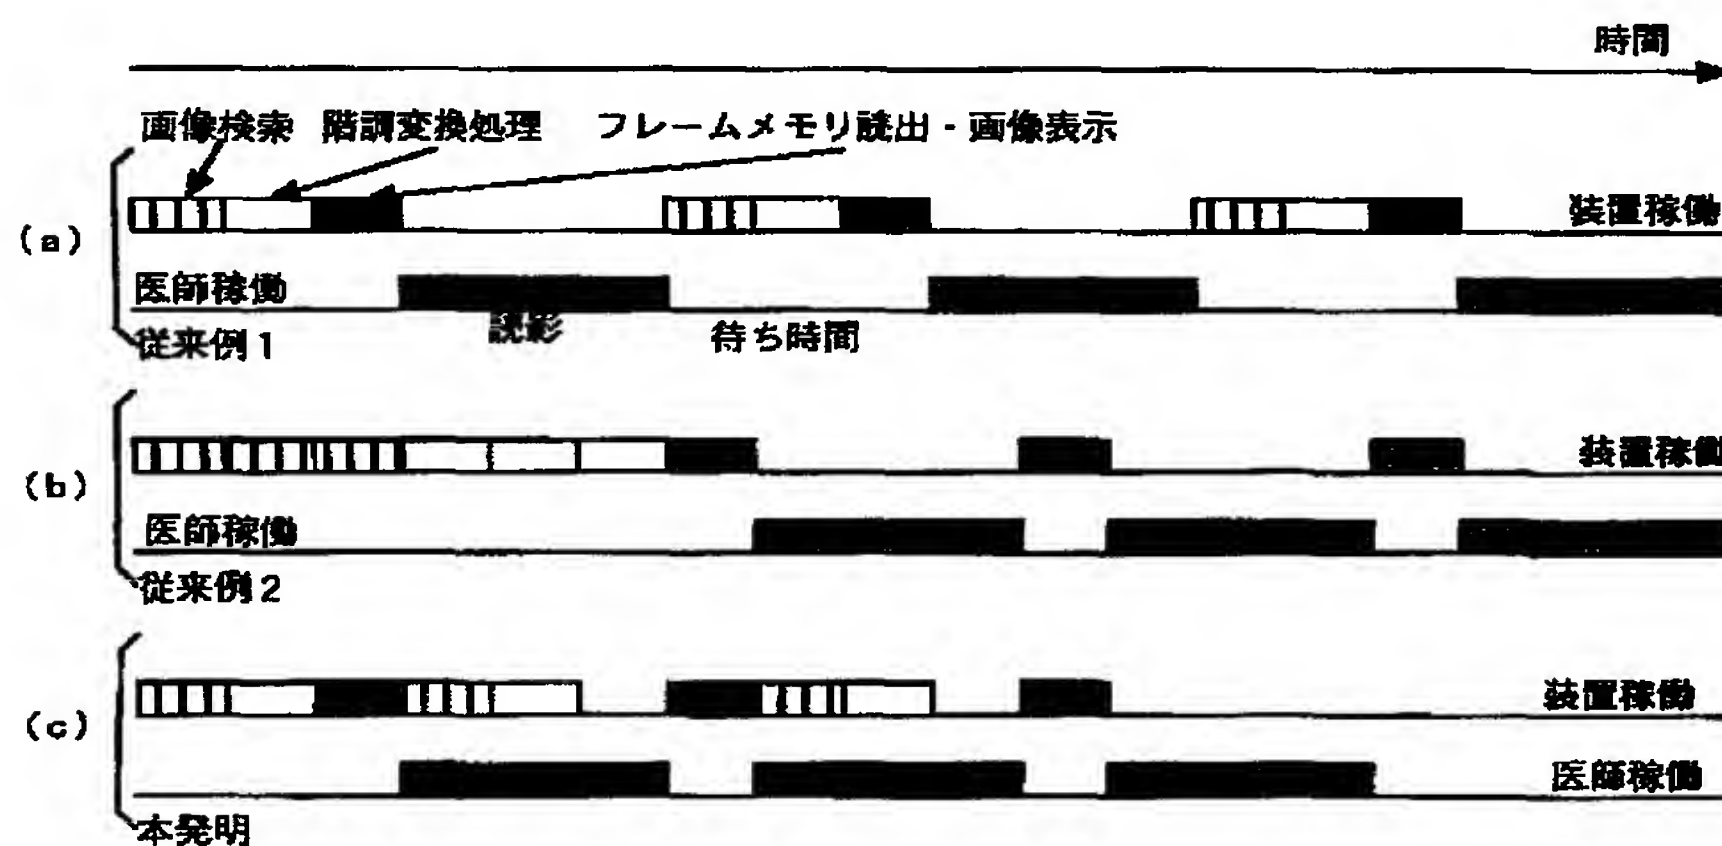 時間
画像検索 階調変換処理 フレームメモリ読出・画像表示
装置稼働
(a)
医師稼働
読影 待ち時間
従来例1
装置稼働
(b)
医師稼働
従来例2
装置稼働
(c)
医師稼働
本発明